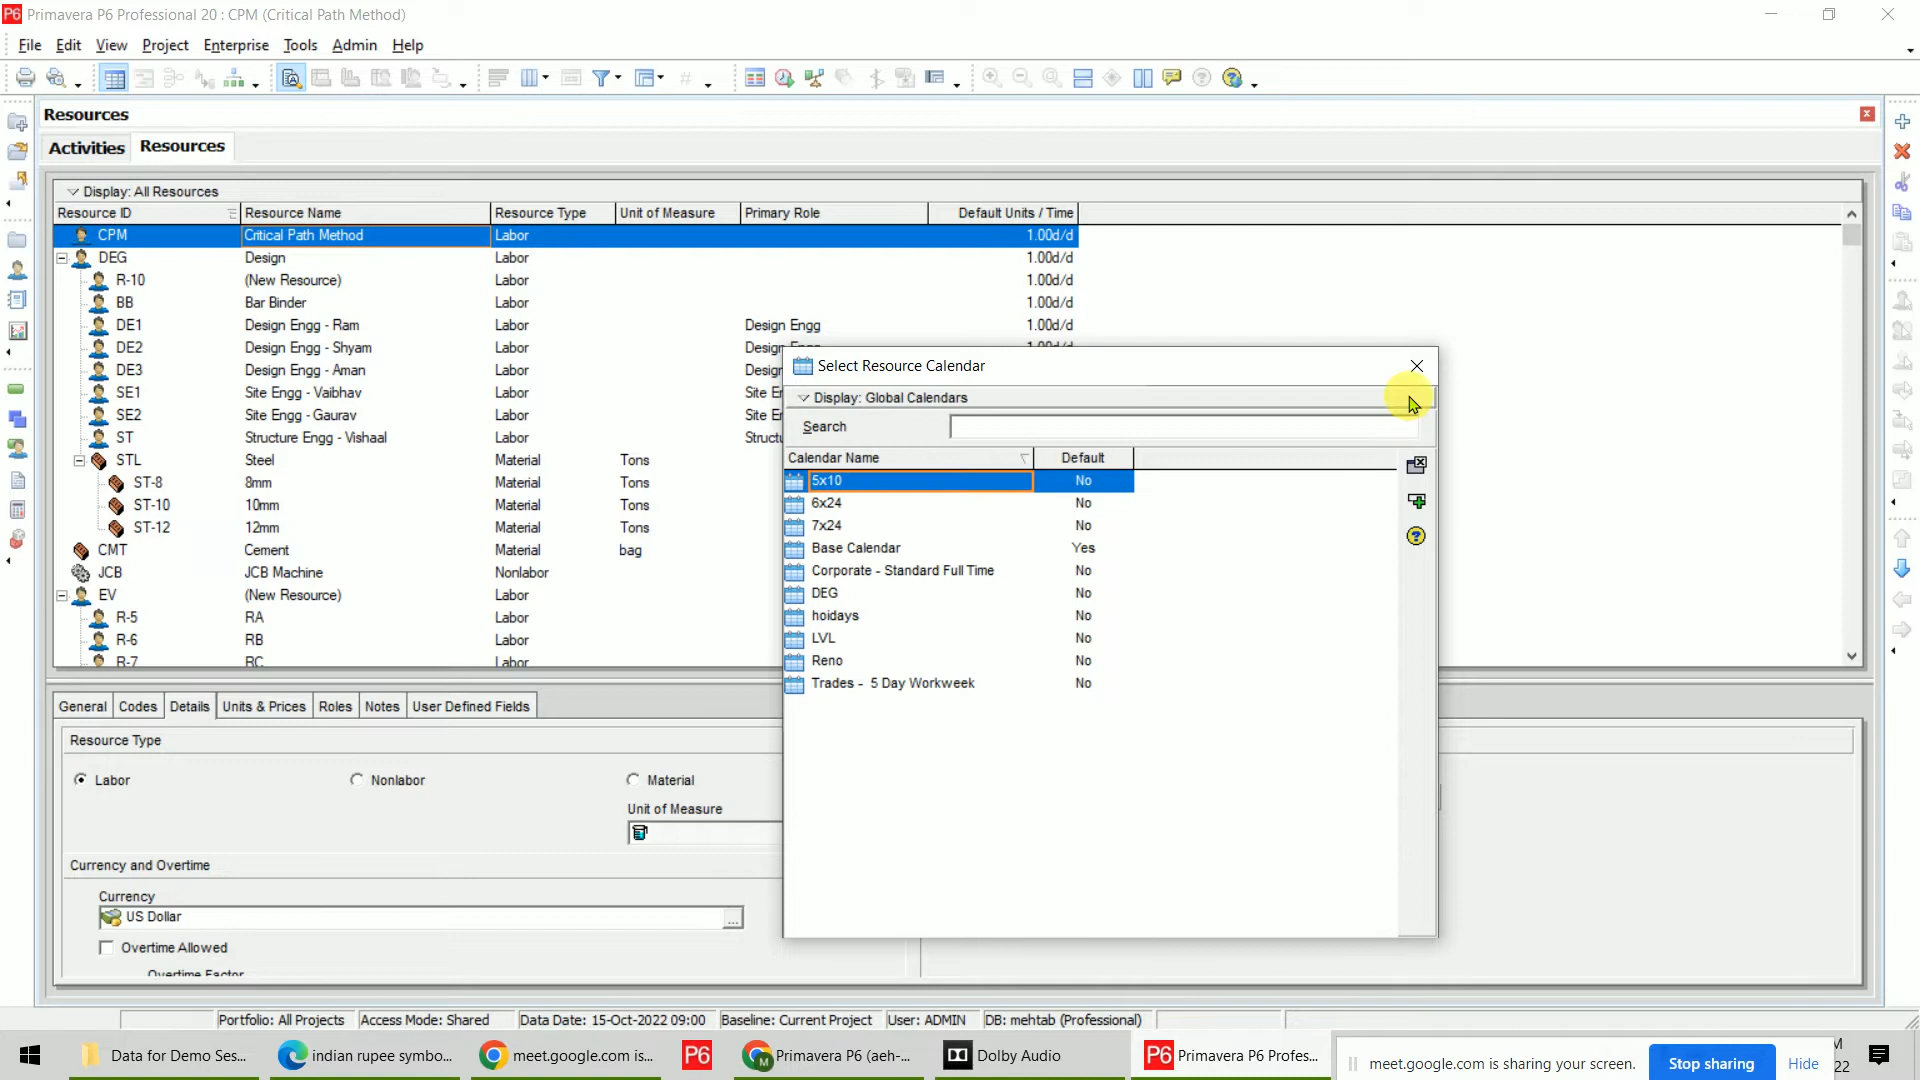 P6 Primavera P6 Professional 20 : CPM (Critical Path Method)
File Edit View Project Enterprise Tools Admin Help
Resources
Activities Resources
Display: All Resources
Resource ID Resource Name Resource Type Unit of Measure Primary Role Default Units / Time
CPM Critical Path Method Labor 1.00d/d
DEG Design Labor 1.00d/d
R-10 (New Resource) Labor 1.00d/d
BB Bar Binder Labor 1.00d/d
DE1 Design Engg - Ram Labor Design Engg 1.00d/d
DE2 Design Engg - Shyam Labor
DE3 Design Engg - Aman Labor
SE1 Site Engg - Vaibhav Labor Site E
SE2 Site Engg - Gaurav Labor Site E
ST Structure Engg - Vishaal Labor
STL Steel Material Tons
ST-8 8mm Material Tons
ST-10 10mm Material Tons
ST-12 12mm Material Tons
CMT Cement Material bag
JCB JCB Machine Nonlabor
EV (New Resource) Labor
R-5 RA Labor
R-6 RB Labor
R-7 RC Labor
Select Resource Calendar
Display: Global Calendars
Search
Calendar Name Default
5x10 No
6x24 No
7x24 No
Base Calendar Yes
Corporate - Standard Full Time No
DEG No
hoidays No
LVL No
Reno No
Trades - 5 Day Workweek No
General Codes Details Units & Prices Roles Notes User Defined Fields
Resource Type
Labor Nonlabor Material
Unit of Measure
Currency and Overtime
Currency
US Dollar ...
Overtime Allowed
Overtime Factor
Portfolio: All Projects Access Mode: Shared Data Date: 15-Oct-2022 09:00 Baseline: Current Project User: ADMIN DB: mehtab (Professional)
Data for Demo Ses... indian rupee symbo... meet.google.com is... P6 Primavera P6 (aeh-... Dolby Audio P6 Primavera P6 Profes... meet.google.com is sharing your screen. Stop sharing Hide 22